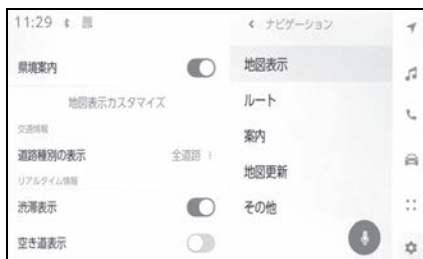 11:29
県境案内
地図表示カスタマイズ
交通情報
道路種別の表示 全道路
リアルタイム情報
渋滞表示
空き道表示
ナビゲーション
地図表示
ルート
案内
地図更新
その他